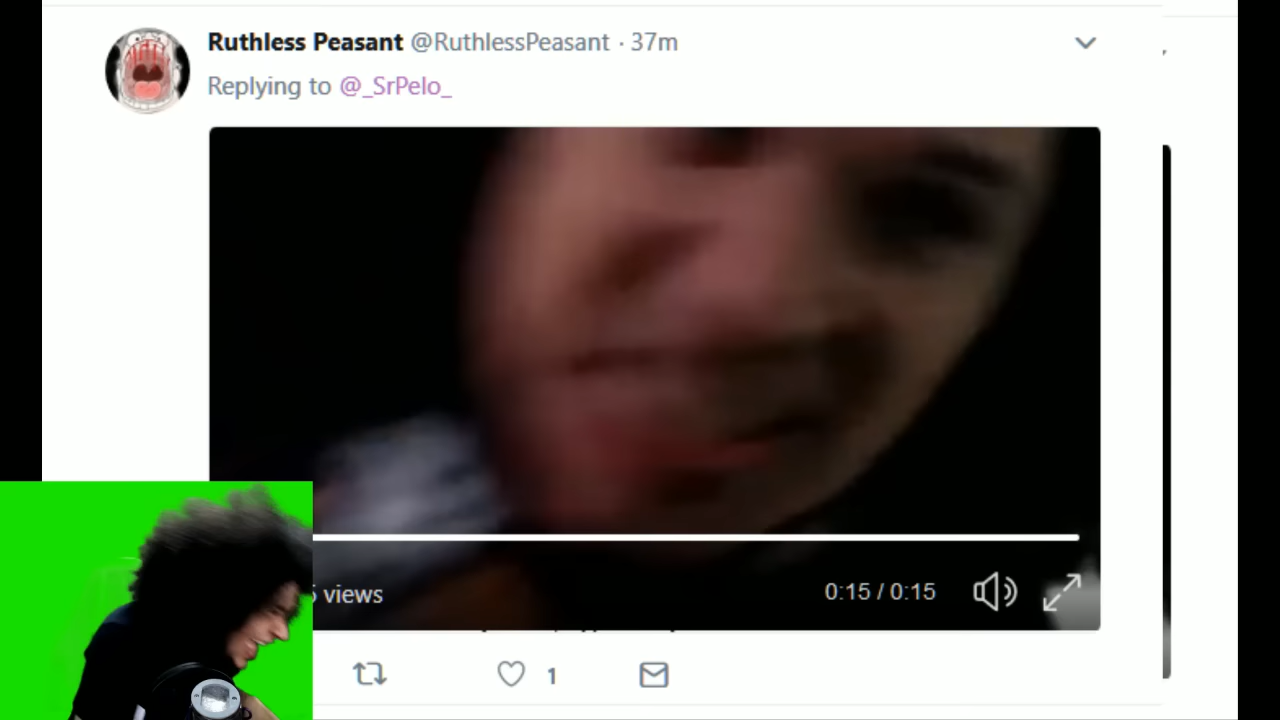 Ruthless Peasant @RuthlessPeasant · 37m
Replying to @_SrPelo_
views
0:15 / 0:15
1